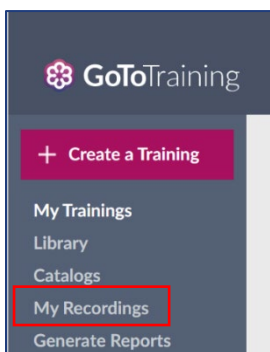 GoToTraining
+ Create a Training
My Trainings
Library
Catalogs
My Recordings
Generate Reports